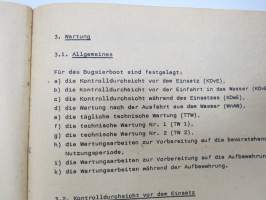 3. Wartung
3.1. Allgemeines
Für das Bugsierboot sind festgelegt:
a) die Kontrolldurchsicht vor dem Einsatz (KDvE),
b) die Kontrolldurchsicht vor der Einfahrt in das Wasser (KDvW)
c) die Kontrolldurchsicht während des Einsatzes (KDwE),
d) die Wartung nach der Ausfahrt aus dem Wasser (WnAW),
e) die tägliche technische Wartung (TTW),
f) die technische Wartung Nr. 1 (TW 1),
g) die technische Wartung Nr. 2 (TW 2),
h) die Wartungsarbeiten zur Vorbereitung auf die bevorstehen
Nutzungsperiode,
i) die Wartungsarbeiten zur Vorbereitung auf die Aufbewahru
k) die Wartungsarbeiten während der Aufbewahrung.
3.2. Kontrolldurchsicht vor dem Einsatz